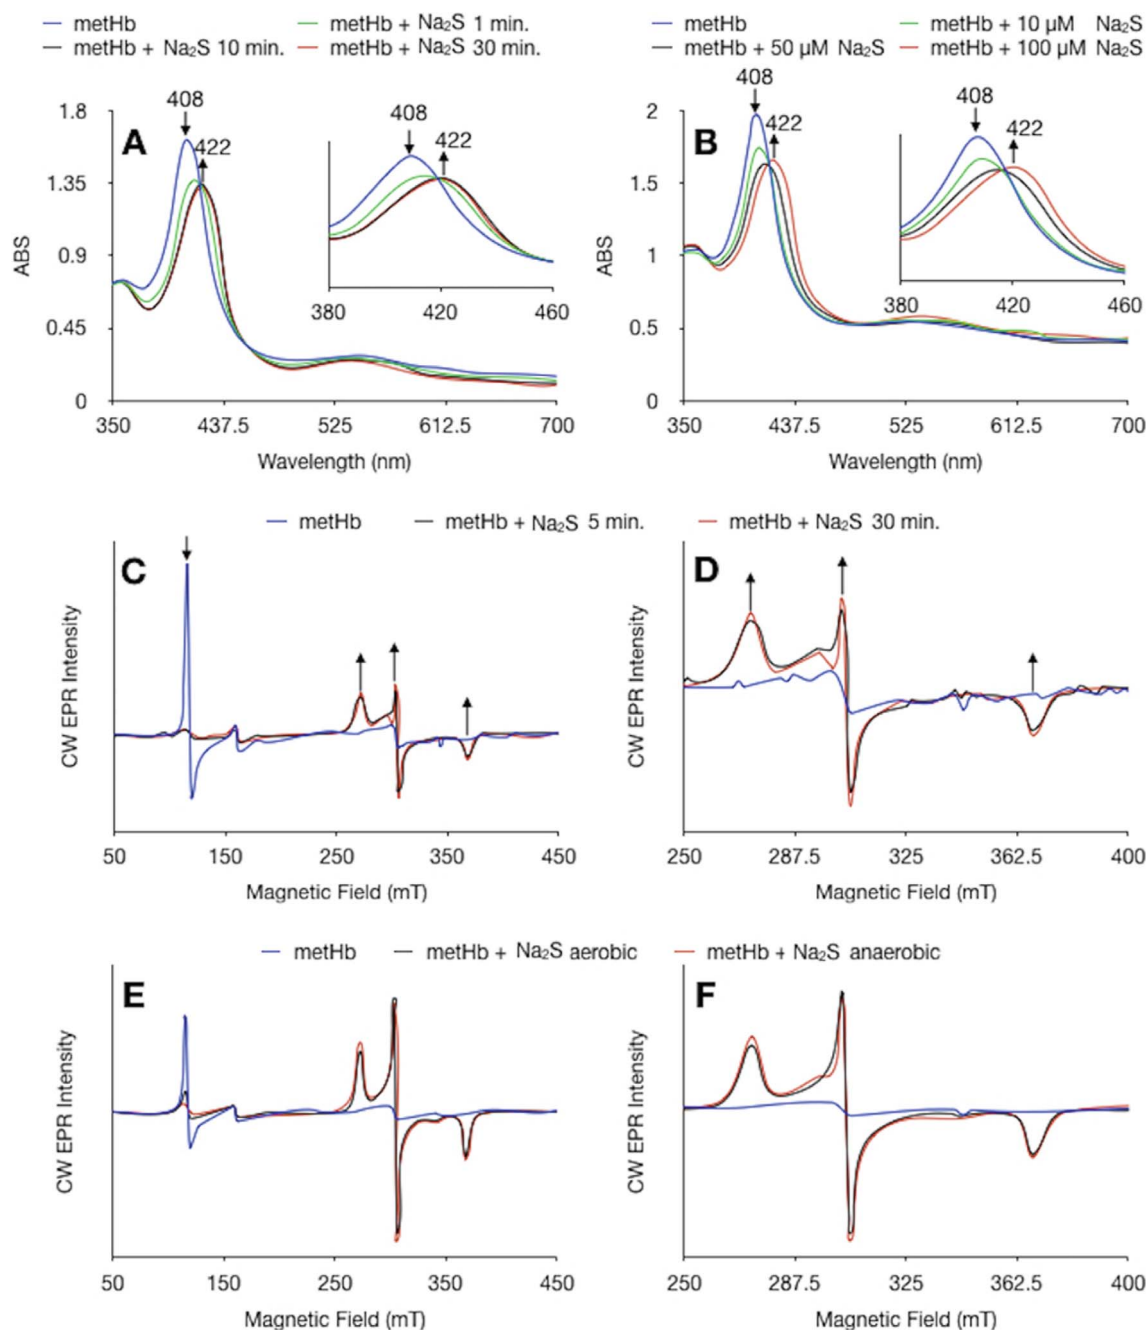 metHb metHb + Na₂S 1 min.
metHb + Na₂S 10 min. metHb + Na₂S 30 min.
metHb metHb + 10 µM Na₂S
metHb + 50 µM Na₂S metHb + 100 µM Na₂S
A
408
422
408
422
1.8
1.35
0.9
0.45
0
ABS
380 420 460
350 437.5 525 612.5 700
Wavelength (nm)
B
408
422
408
422
2
1.5
1
0.5
0
ABS
380 420 460
350 437.5 525 612.5 700
Wavelength (nm)
metHb metHb + Na₂S 5 min. metHb + Na₂S 30 min.
C
CW EPR Intensity
50 150 250 350 450
Magnetic Field (mT)
D
CW EPR Intensity
250 287.5 325 362.5 400
Magnetic Field (mT)
metHb metHb + Na₂S aerobic metHb + Na₂S anaerobic
E
CW EPR Intensity
50 150 250 350 450
Magnetic Field (mT)
F
CW EPR Intensity
250 287.5 325 362.5 400
Magnetic Field (mT)